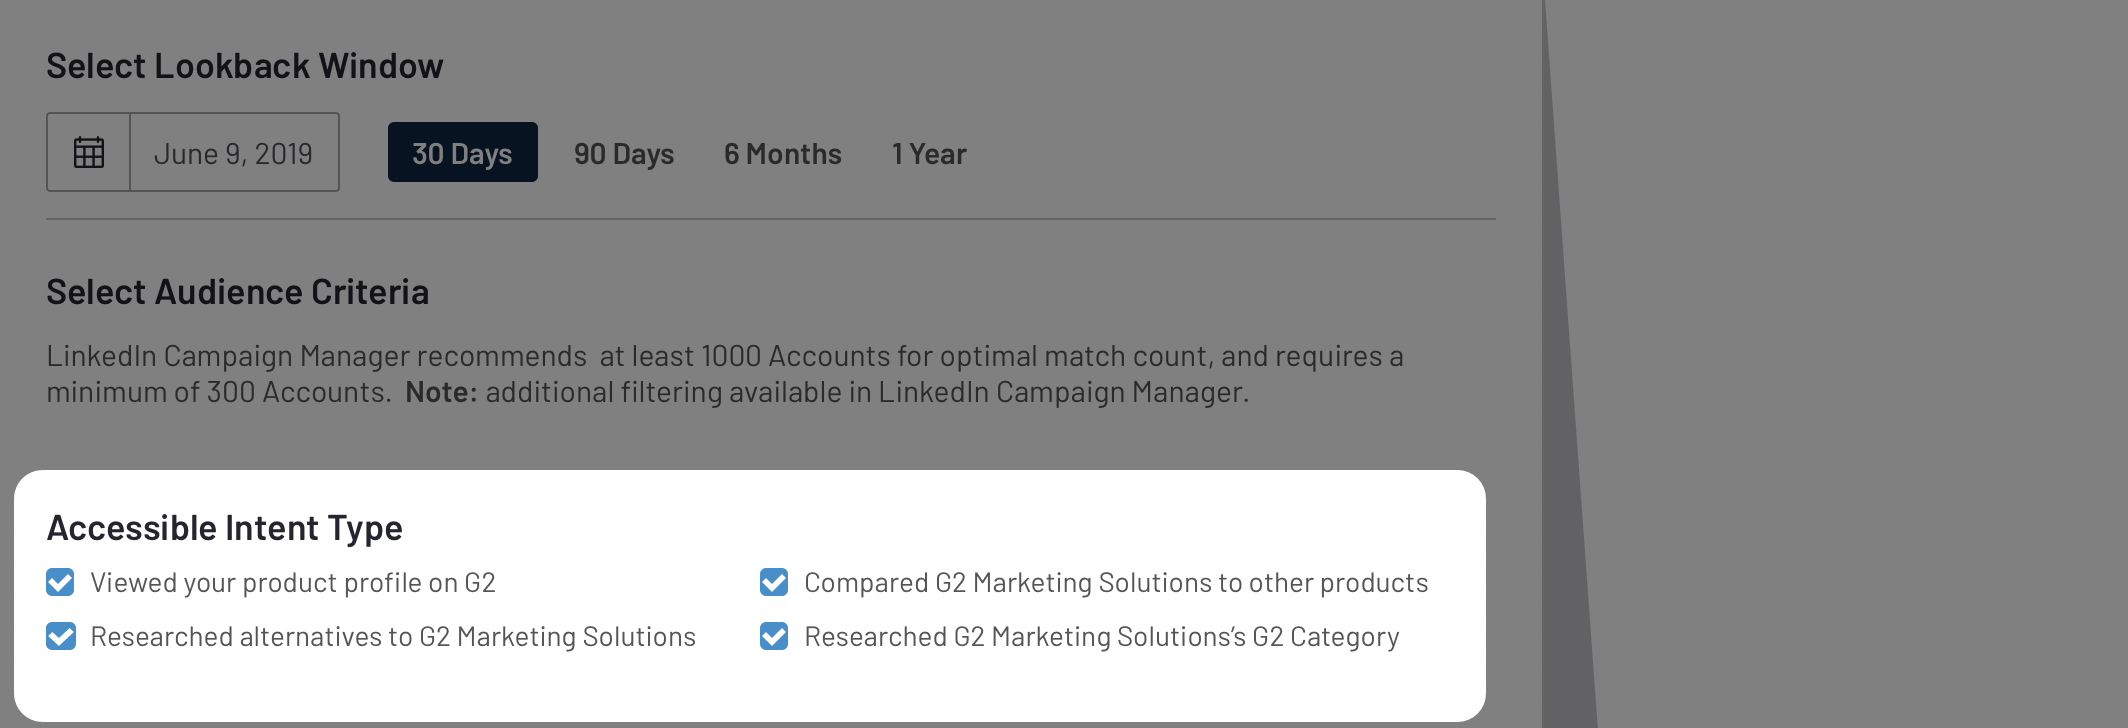 Select Lookback Window
June 9, 2019 30 Days 90 Days 6 Months 1 Year
Select Audience Criteria
LinkedIn Campaign Manager recommends  at least 1000 Accounts for optimal match count, and requires a
minimum of 300 Accounts.  Note: additional filtering available in LinkedIn Campaign Manager.
Accessible Intent Type
Viewed your product profile on G2 Compared G2 Marketing Solutions to other products
Researched alternatives to G2 Marketing Solutions Researched G2 Marketing Solutions’s G2 Category